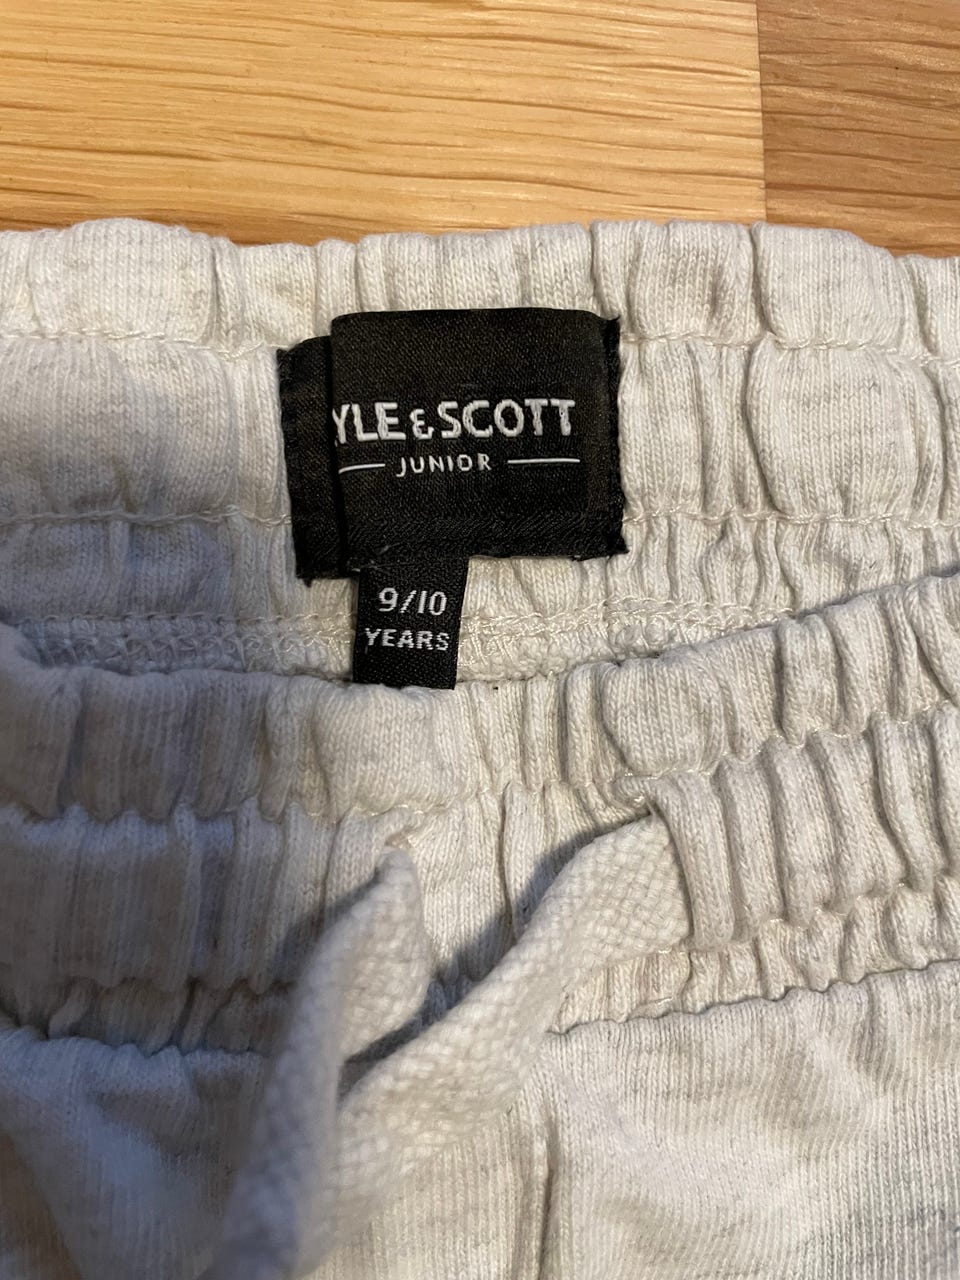 YLE & SCOTT
JUNIOR
9/10
YEARS